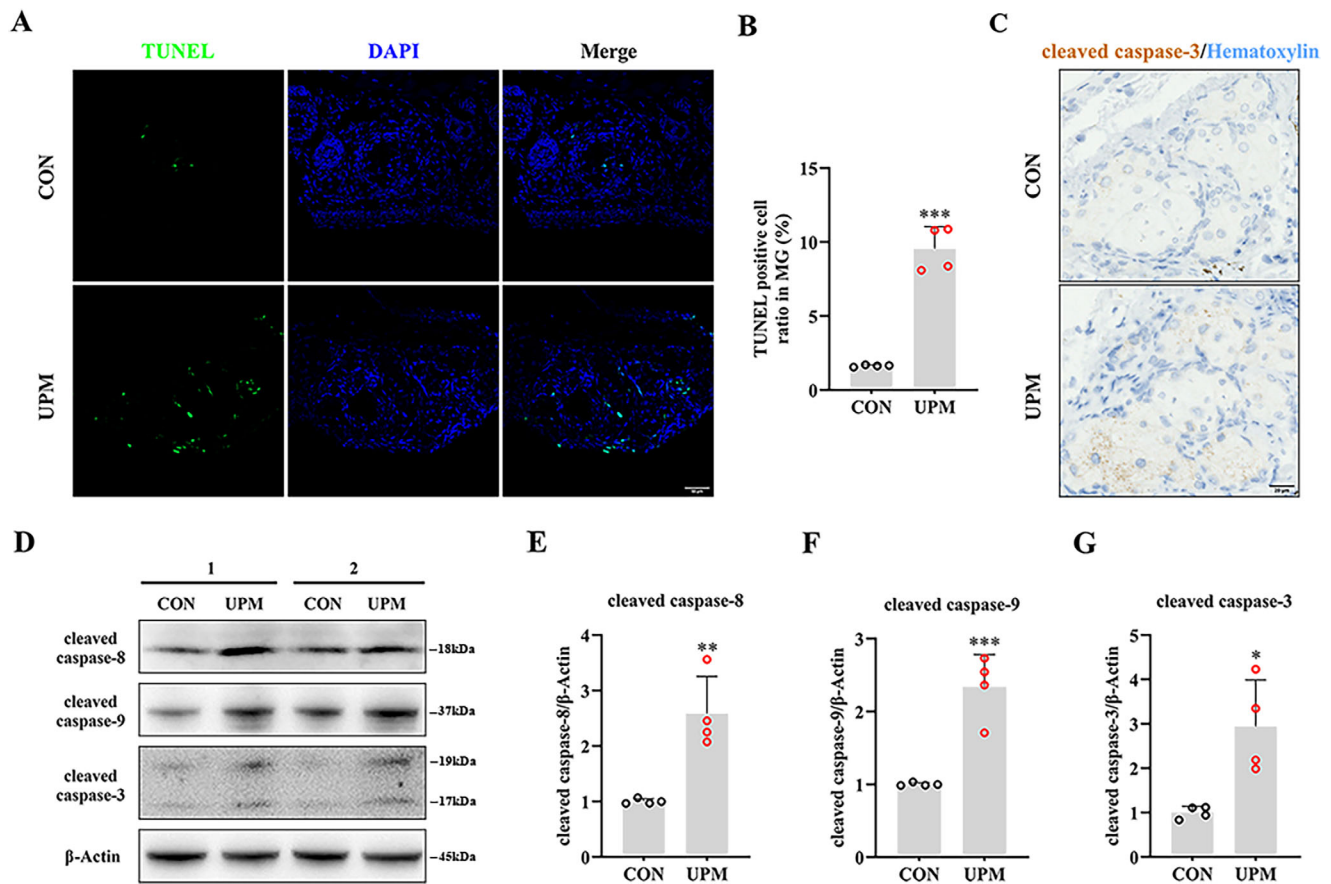 A
TUNEL
DAPI
Merge
CON
UPM
B
TUNEL positive cell
ratio in MG (%)
15
10
5
0
***
CON
UPM
C
cleaved caspase-3/Hematoxylin
CON
UPM
20 μm
D
1
2
CON
UPM
CON
UPM
cleaved
caspase-8
–18kDa
cleaved
caspase-9
–37kDa
cleaved
caspase-3
–19kDa
–17kDa
β-Actin
–45kDa
E
cleaved caspase-8
cleaved caspase-8/β-Actin
4
3
2
1
0
**
CON
UPM
F
cleaved caspase-9
cleaved caspase-9/β-Actin
3
2
1
0
***
CON
UPM
G
cleaved caspase-3
cleaved caspase-3/β-Actin
5
4
3
2
1
0
*
CON
UPM